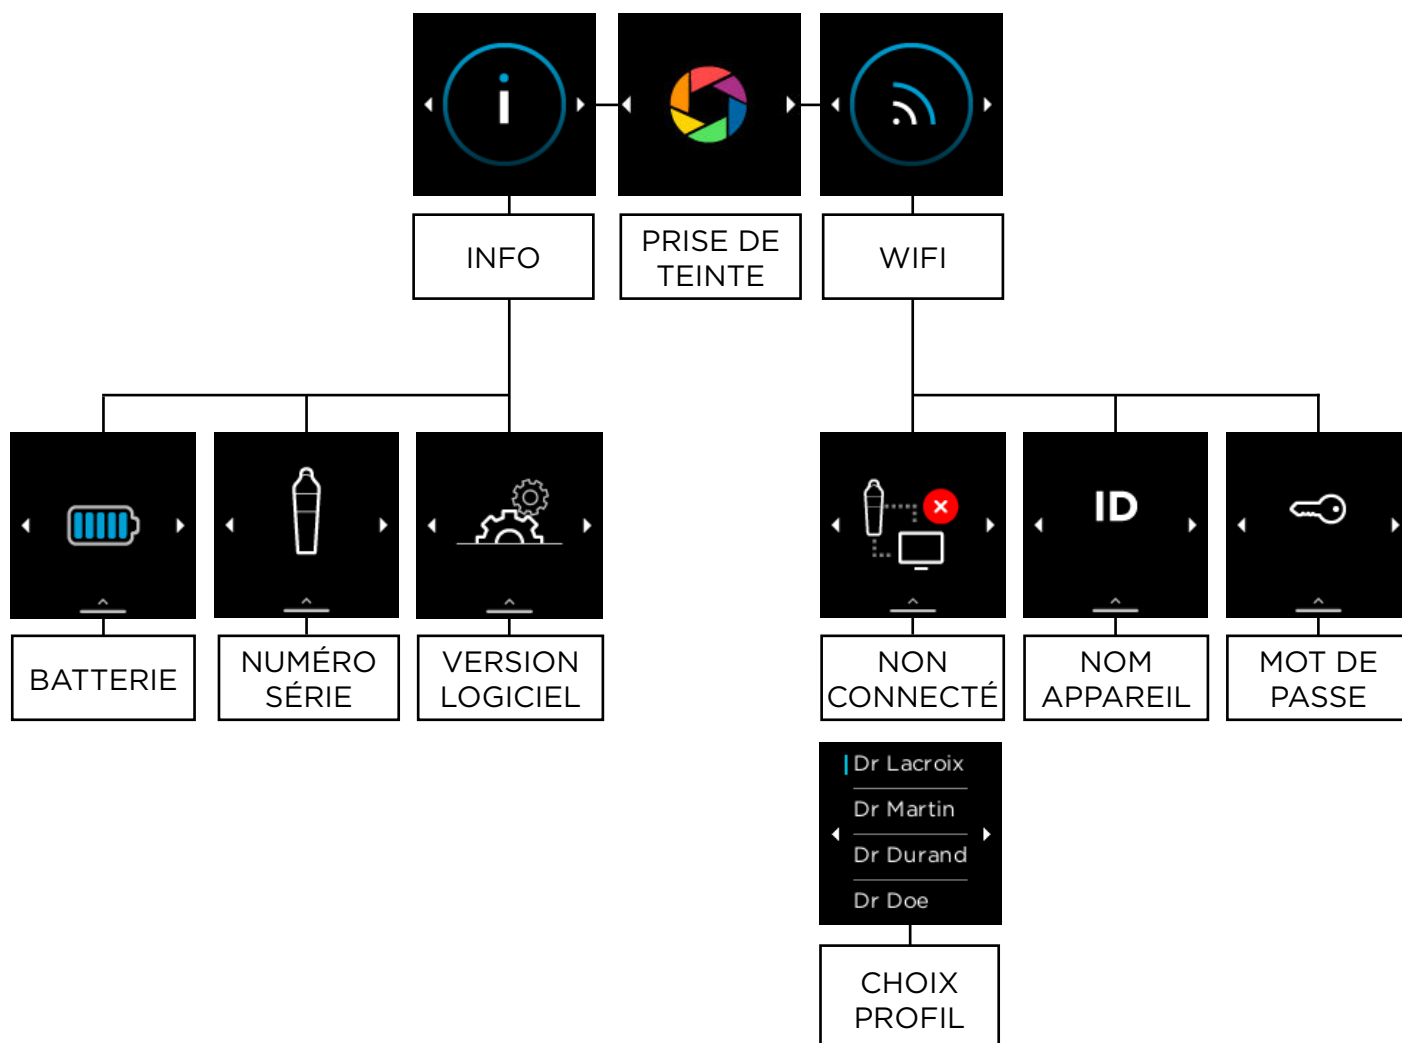 INFO
PRISE DE
TEINTE
WIFI
ID
BATTERIE
NUMÉRO
SÉRIE
VERSION
LOGICIEL
NON
CONNECTÉ
NOM
APPAREIL
MOT DE
PASSE
Dr Lacroix
Dr Martin
Dr Durand
Dr Doe
CHOIX
PROFIL